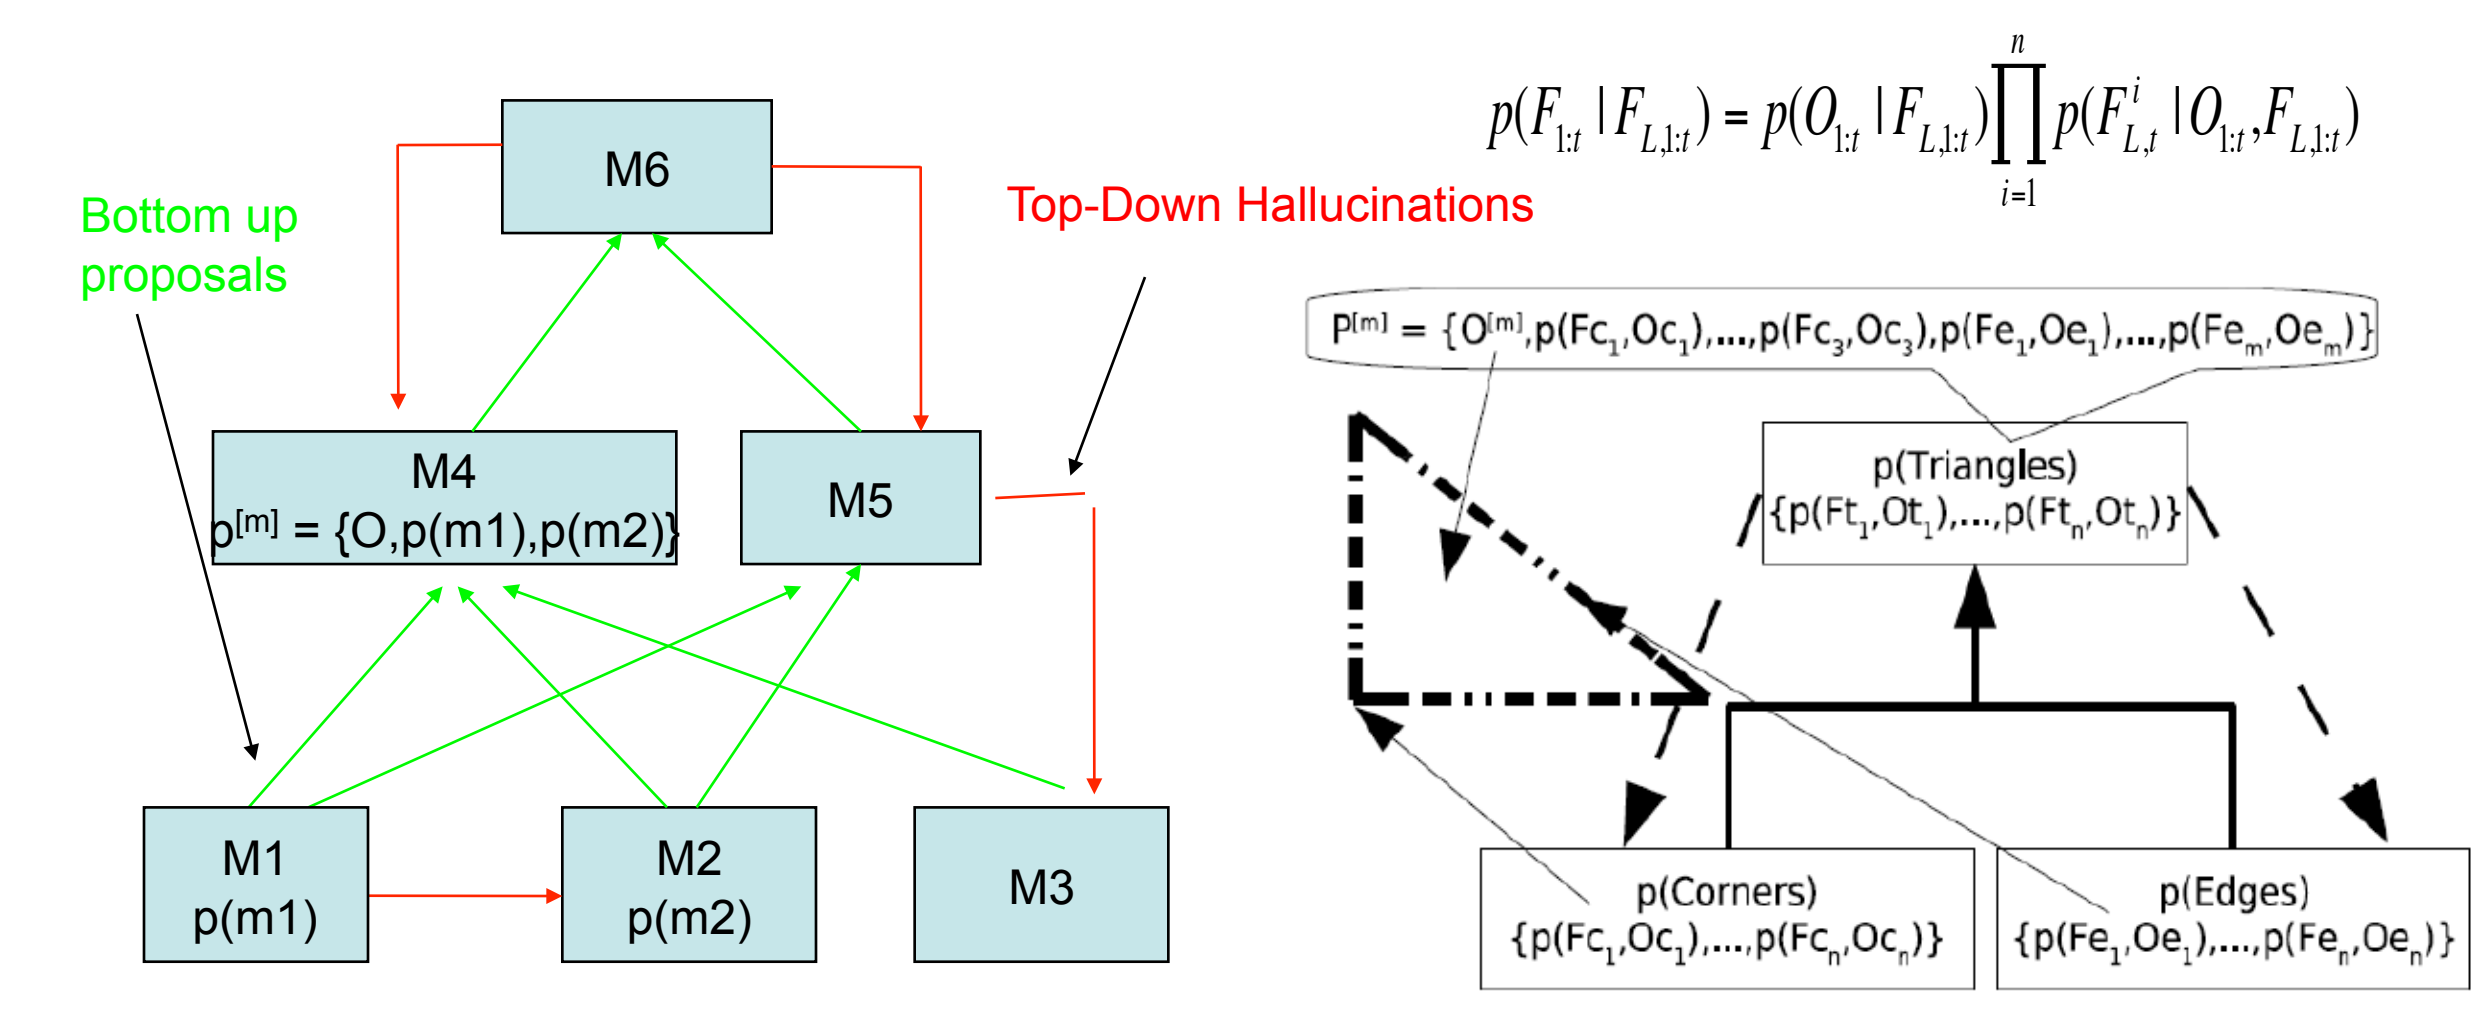 M6
Bottom up
proposals
Top-Down Hallucinations
p(F_{1:t} | F_{L,1:t}) = p(O_{1:t} | F_{L,1:t}) ∏_{i=1}^{n} p(F^i_{L,t} | O_{1:t}, F_{L,1:t})
M4
p^{[m]} = {O,p(m1),p(m2)}
M5
M1
p(m1)
M2
p(m2)
M3
P^{[m]} = {O^{[m]},p(Fc_1,Oc_1),...,p(Fc_3,Oc_3),p(Fe_1,Oe_1),...,p(Fe_m,Oe_m)}
p(Triangles)
{p(Ft_1,Ot_1),...,p(Ft_n,Ot_n)}
p(Corners)
{p(Fc_1,Oc_1),...,p(Fc_n,Oc_n)}
p(Edges)
{p(Fe_1,Oe_1),...,p(Fe_n,Oe_n)}